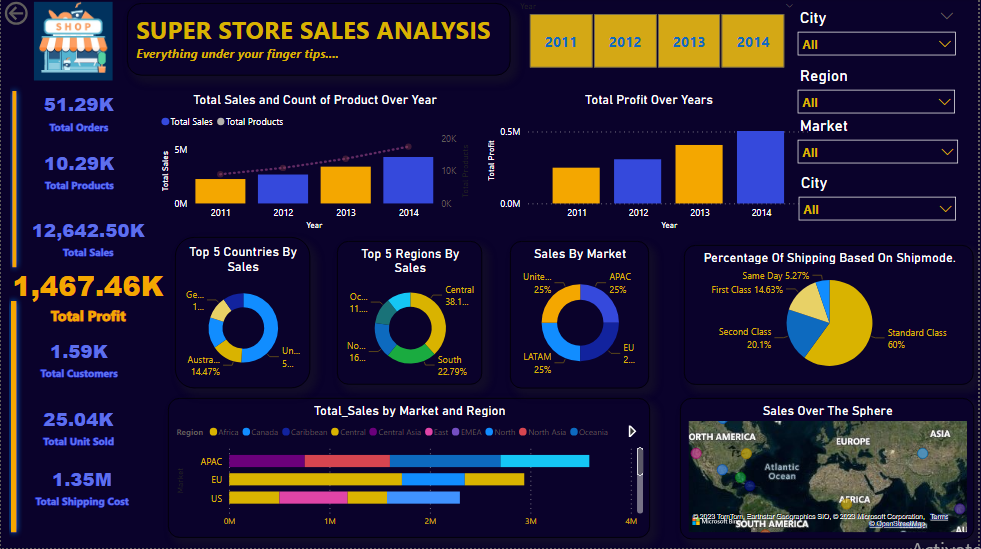 SHOP
SUPER STORE SALES ANALYSIS
Everything under your finger tips....
Year
2011
2012
2013
2014
City
All
Region
All
Market
All
City
All
51.29K
Total Orders
10.29K
Total Products
12,642.50K
Total Sales
1,467.46K
Total Profit
1.59K
Total Customers
25.04K
Total Unit Sold
1.35M
Total Shipping Cost
Total Sales and Count of Product Over Year
Total Sales Total Products
Total Sales
5M
0M
20K
10K
0K
Total Products
2011 2012 2013 2014
Year
Total Profit Over Years
Total Profit
0.5M
0.0M
2011 2012 2013 2014
Year
Top 5 Countries By
Sales
Ge...
1...
Austra...
14.47%
Un...
5...
Top 5 Regions By
Sales
Oc...
11....
No...
16...
Central
38.1...
South
22.79%
Sales By Market
Unite...
25%
APAC
25%
LATAM
25%
EU
2...
Percentage Of Shipping Based On Shipmode.
Same Day 5.27%
First Class 14.63%
Second Class
20.1%
Standard Class
60%
Total_Sales by Market and Region
Region Africa Canada Caribbean Central Central Asia East EMEA North North Asia Oceania
Market
APAC
EU
US
0M 1M 2M 3M 4M
Sales Over The Sphere
ORTH AMERICA
EUROPE
ASIA
Atlantic
Ocean
AFRICA
SOUTH AMERICA
AU
Microsoft B
© 2023 TomTom, Earthstar Geographics SIO, © 2023 Microsoft Corporation, Terms
© OpenStreetMap
Activate